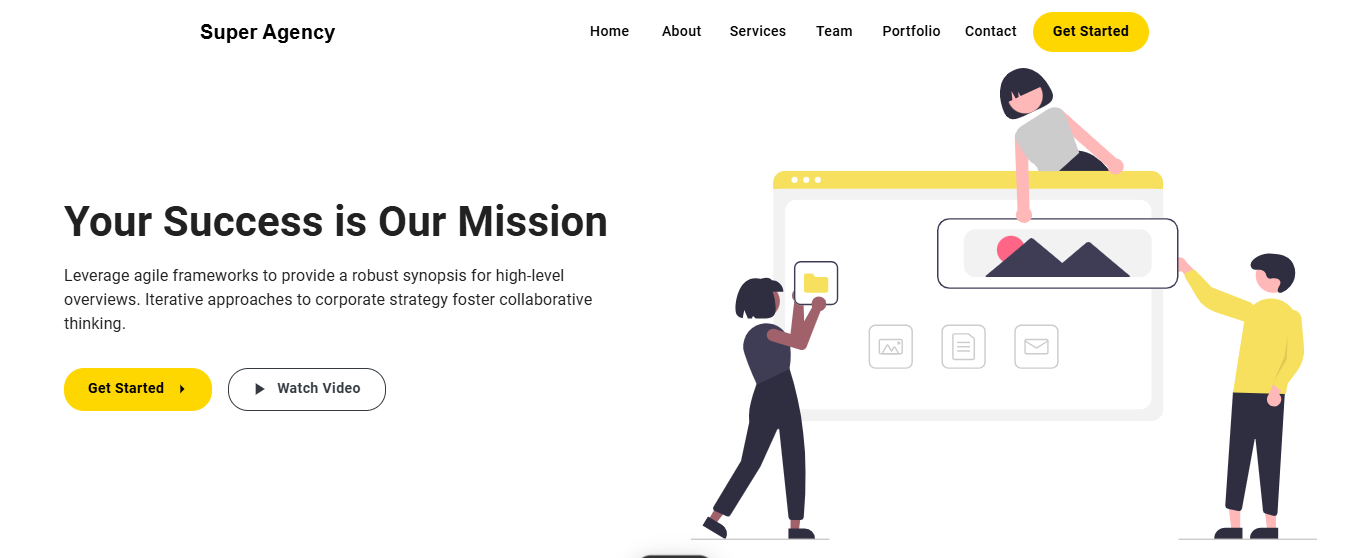 Super Agency
Home About Services Team Portfolio Contact Get Started
Your Success is Our Mission
Leverage agile frameworks to provide a robust synopsis for high-level
overviews. Iterative approaches to corporate strategy foster collaborative
thinking.
Get Started Watch Video